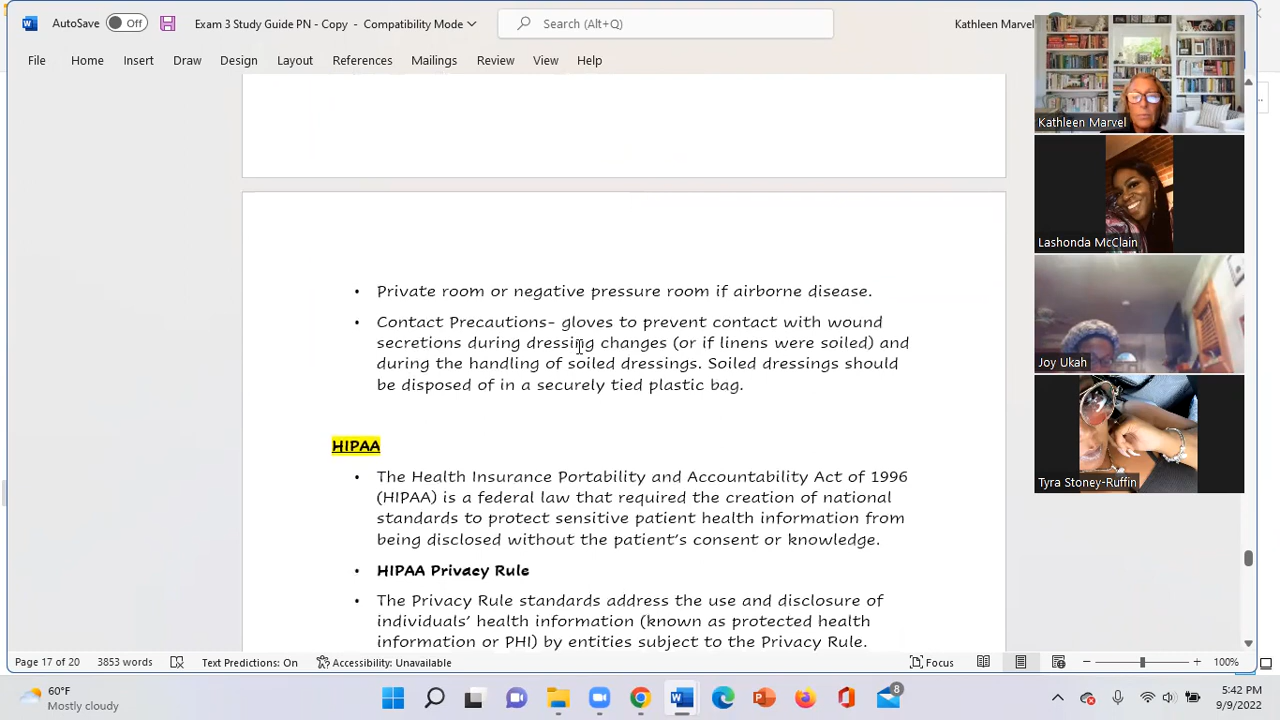 AutoSave Off Exam 3 Study Guide PN - Copy - Compatibility Mode Search (Alt+Q) Kathleen Marvel
File Home Insert Draw Design Layout References Mailings Review View Help
Kathleen Marvel
Lashonda McClain
Joy Ukah
Tyra Stoney-Ruffin
• Private room or negative pressure room if airborne disease.
• Contact Precautions- gloves to prevent contact with wound
secretions during dressing changes (or if linens were soiled) and
during the handling of soiled dressings. Soiled dressings should
be disposed of in a securely tied plastic bag.
HIPAA
• The Health Insurance Portability and Accountability Act of 1996
(HIPAA) is a federal law that required the creation of national
standards to protect sensitive patient health information from
being disclosed without the patient's consent or knowledge.
• HIPAA Privacy Rule
• The Privacy Rule standards address the use and disclosure of
individuals' health information (known as protected health
information or PHI) by entities subject to the Privacy Rule.
Page 17 of 20 3853 words Text Predictions: On Accessibility: Unavailable Focus 100%
60°F
Mostly cloudy
8
5:42 PM
9/9/2022